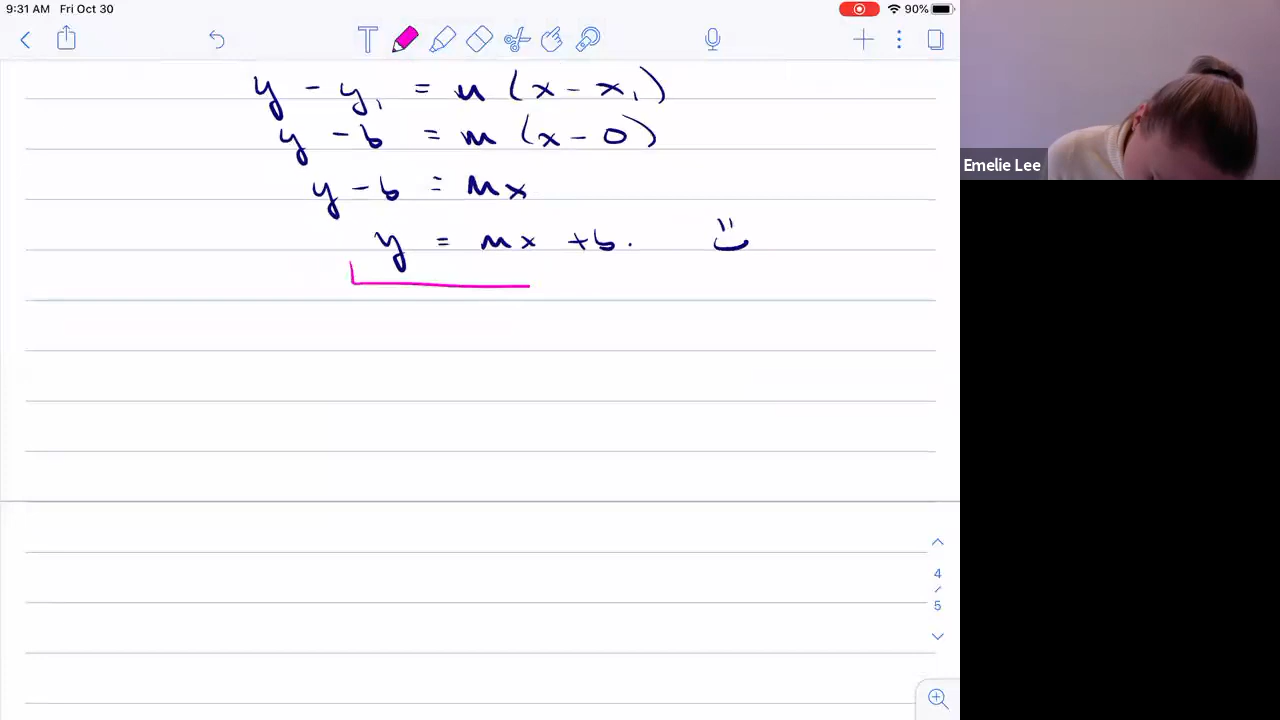 9:31 AM Fri Oct 30
90%
T
y - y₁ = m (x - x₁)
y - b = m (x - 0)
y - b = mx
y = mx + b.
Emelie Lee
4
/
5